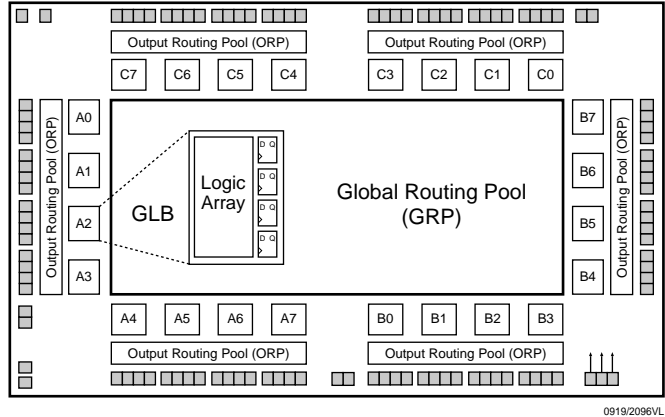 Output Routing Pool (ORP) Output Routing Pool (ORP)
C7 C6 C5 C4 C3 C2 C1 C0
Output Routing Pool (ORP)
A0
A1
A2
A3
GLB
Logic
Array
D Q
D Q
D Q
D Q
Global Routing Pool
(GRP)
B7
B6
B5
B4
Output Routing Pool (ORP)
A4 A5 A6 A7 B0 B1 B2 B3
Output Routing Pool (ORP) Output Routing Pool (ORP)
0919/2096VL